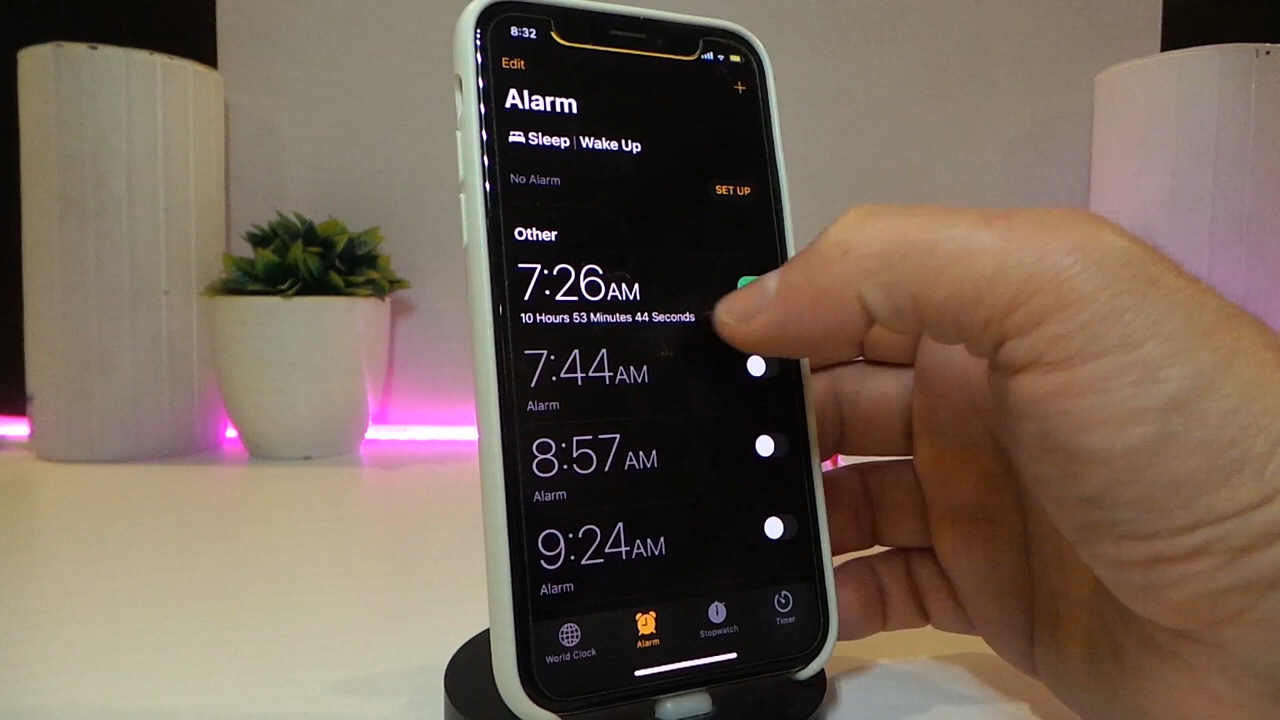 8:32
Edit
+
Alarm
Sleep | Wake Up
No Alarm
SET UP
Other
7:26AM
10 Hours 53 Minutes 44 Seconds
7:44AM
Alarm
8:57AM
Alarm
9:24AM
Alarm
World Clock
Alarm
Stopwatch
Timer